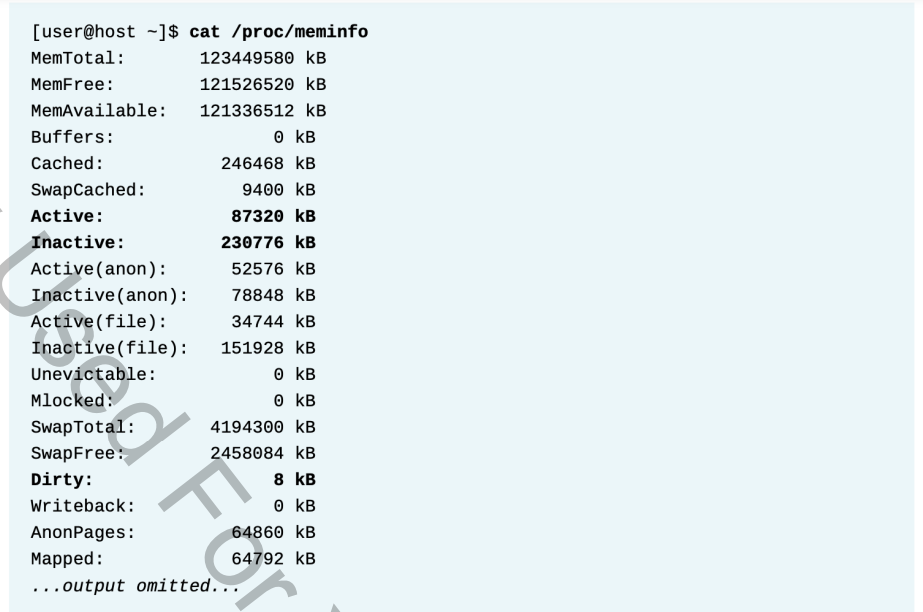 [user@host ~]$ cat /proc/meminfo
MemTotal:       123449580 kB
MemFree:        121526520 kB
MemAvailable:   121336512 kB
Buffers:               0 kB
Cached:           246468 kB
SwapCached:         9400 kB
Active:            87320 kB
Inactive:         230776 kB
Active(anon):      52576 kB
Inactive(anon):    78848 kB
Active(file):      34744 kB
Inactive(file):   151928 kB
Unevictable:           0 kB
Mlocked:               0 kB
SwapTotal:       4194300 kB
SwapFree:        2458084 kB
Dirty:                 8 kB
Writeback:             0 kB
AnonPages:         64860 kB
Mapped:            64792 kB
...output omitted...
Used For